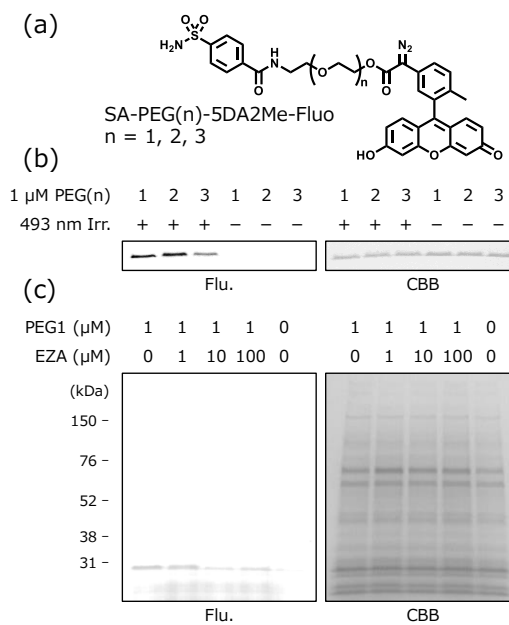 (a)
O O
S
NH₂
O
N
H
O
( )n
O
O
N₂
HO
O
O
SA-PEG(n)-5DA2Me-Fluo
n = 1, 2, 3
(b)
1 μM PEG(n) 1 2 3 1 2 3 1 2 3 1 2 3
493 nm Irr. + + + − − − + + + − − −
Flu. CBB
(c)
PEG1 (μM) 1 1 1 1 0 1 1 1 1 0
EZA (μM) 0 1 10 100 0 0 1 10 100 0
(kDa)
150
76
52
38
31
Flu. CBB